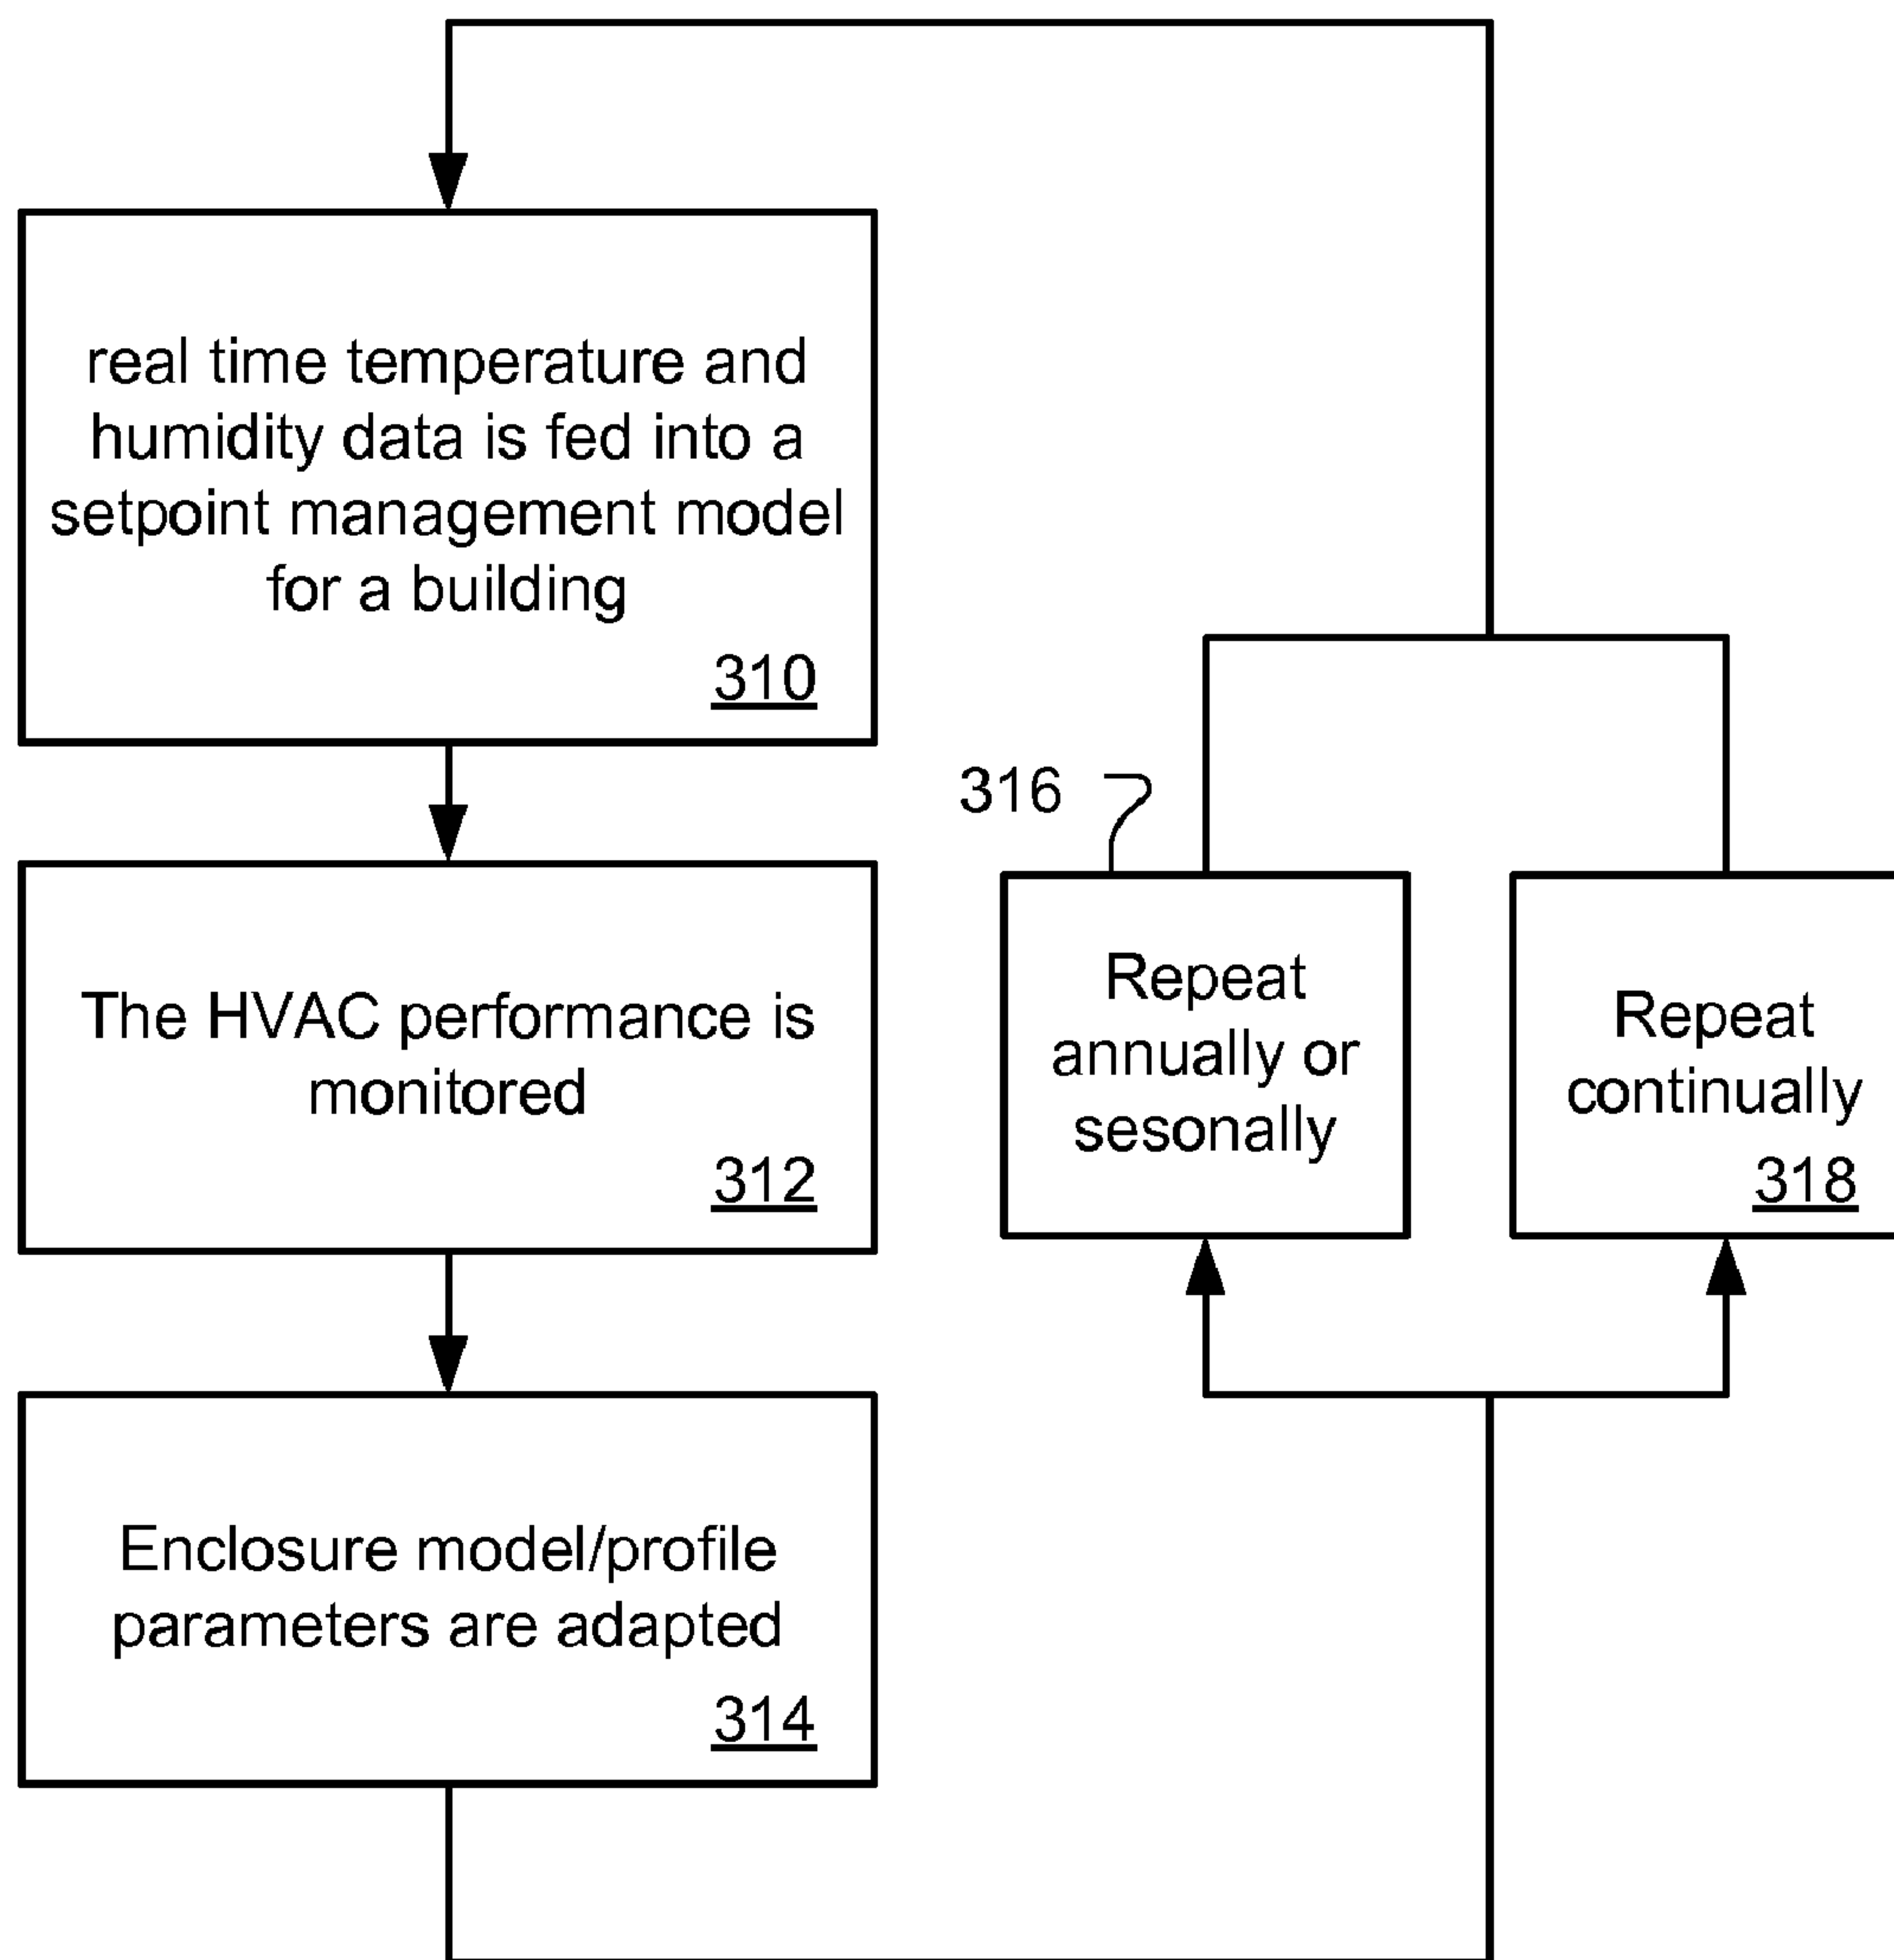 real time temperature and
humidity data is fed into a
setpoint management model
for a building
310
The HVAC performance is
monitored
312
Enclosure model/profile
parameters are adapted
314
316
Repeat
annually or
sesonally
Repeat
continually
318